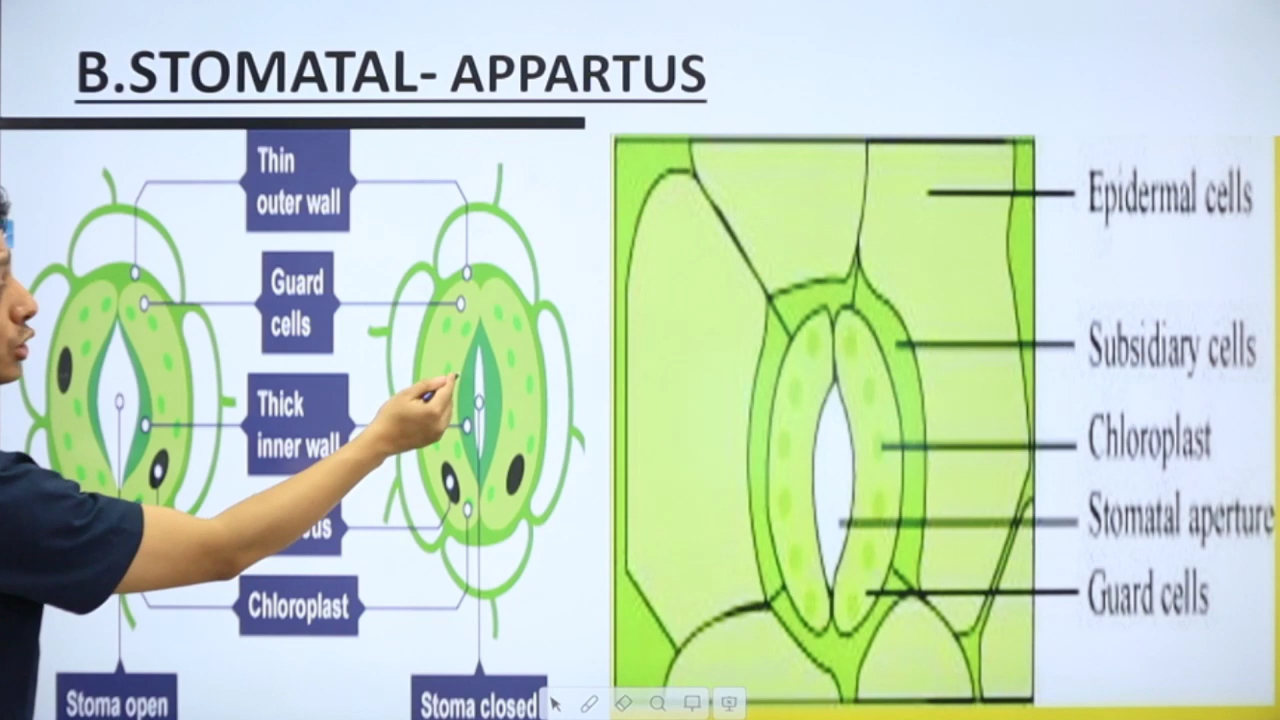 B.STOMATAL- APPARTUS
Thin
outer wall
Guard
cells
Thick
inner wall
Chloroplast
Stoma open
Stoma closed
Epidermal cells
Subsidiary cells
Chloroplast
Stomatal aperture
Guard cells